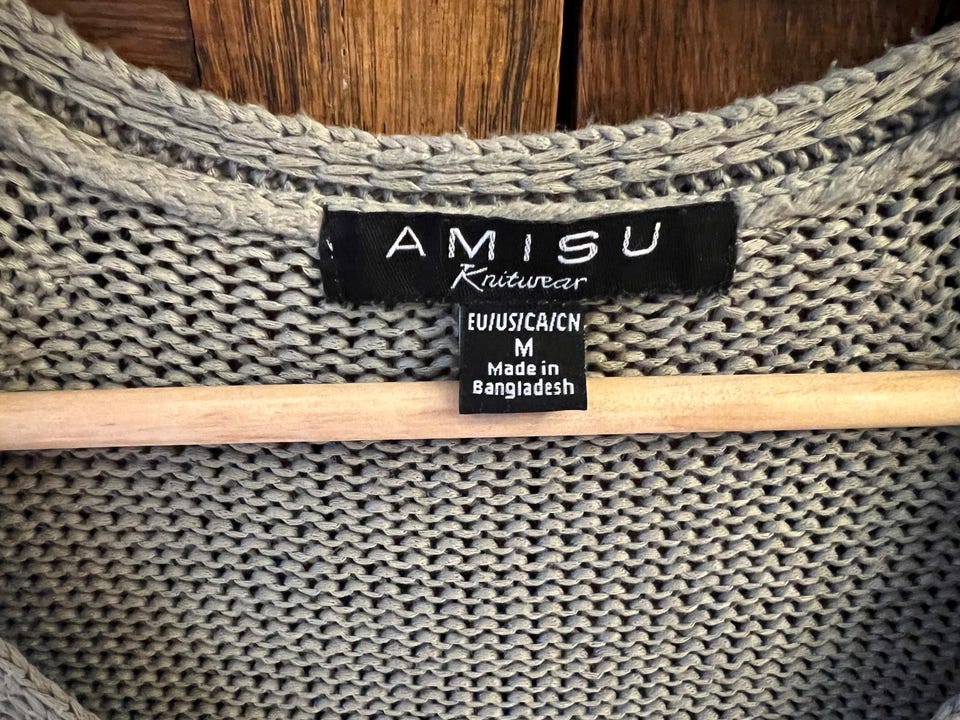 AMISU
Knitwear
EU/US/CA/CN
M
Made in
Bangladesh